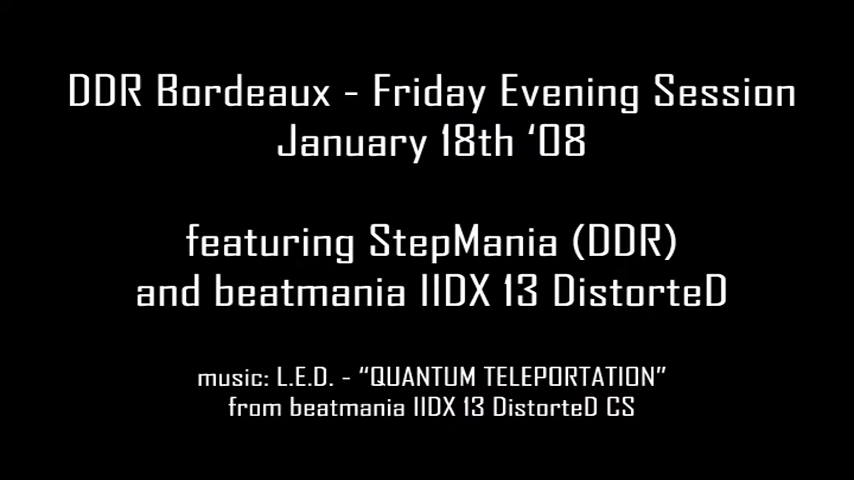 DDR Bordeaux - Friday Evening Session
January 18th ‘08
featuring StepMania (DDR)
and beatmania IIDX 13 DistorteD
music: L.E.D. - “QUANTUM TELEPORTATION”
from beatmania IIDX 13 DistorteD CS